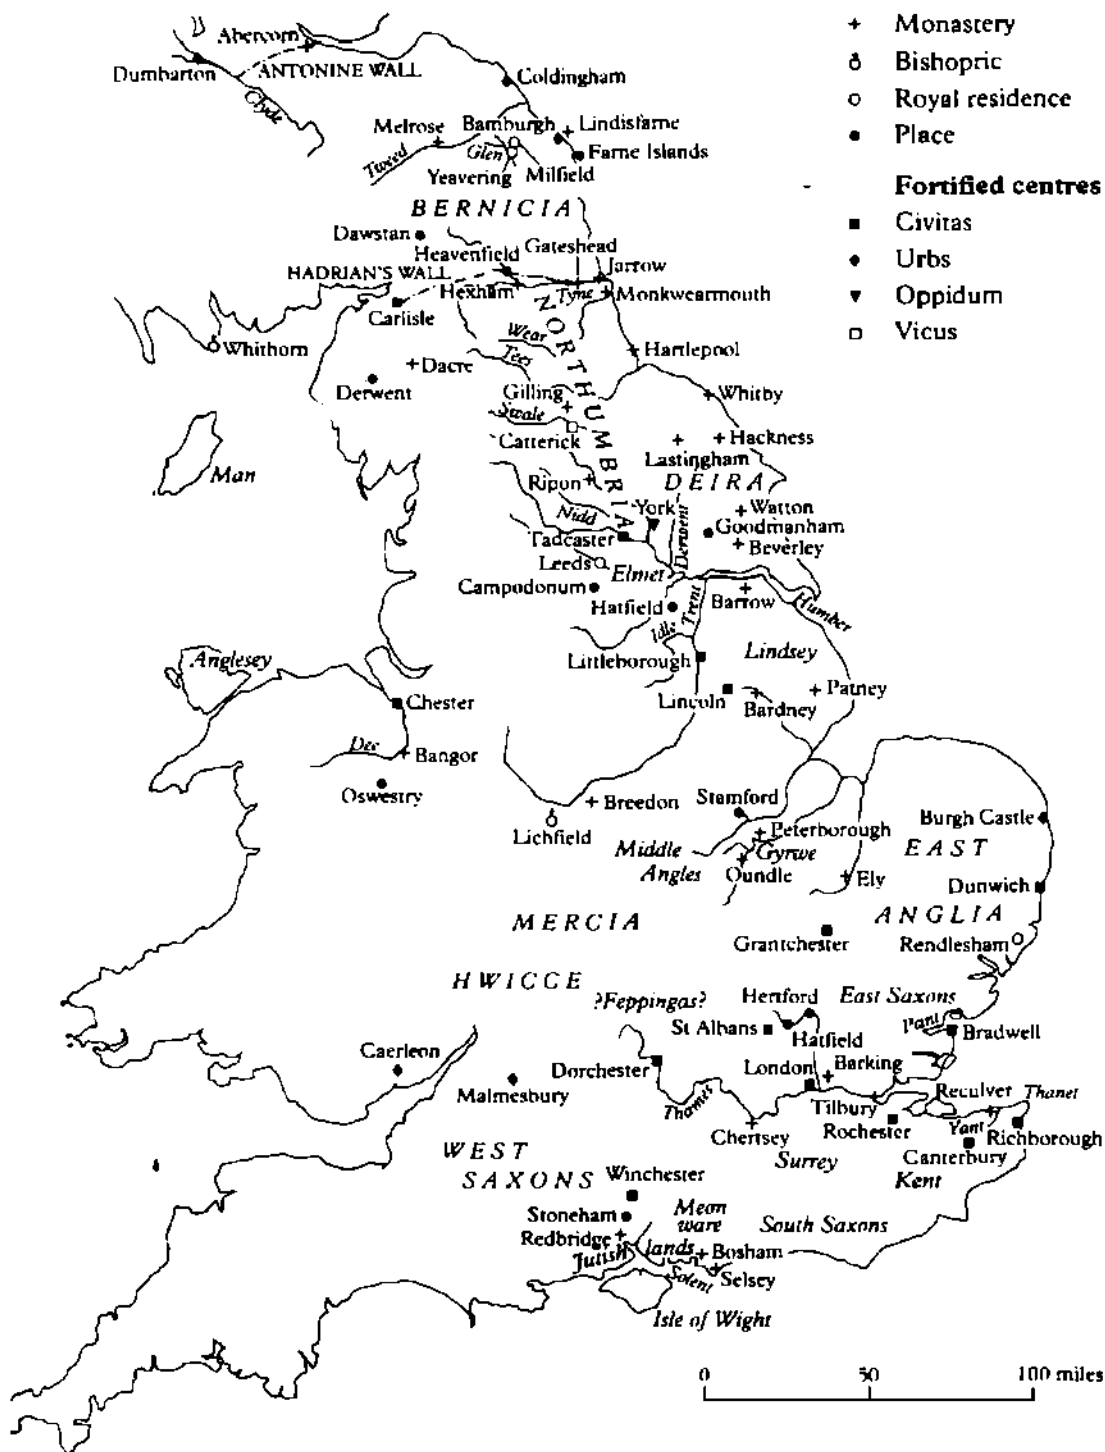 Monastery
Bishopric
Royal residence
Place
Fortified centres
Civitas
Urbs
Oppidum
Vicus
Abercorn
Dumbarton
ANTONINE WALL
Clyde
Coldingham
Melrose
Bamburgh
Lindisfarne
Tweed
Glen
Farne Islands
Yeavering
Milfield
BERNICIA
Dawstan
Heavenfield
Gateshead
HADRIAN'S WALL
Jarrow
Hexham
Tyne
Monkwearmouth
Carlisle
NORTHUMBRIA
Whithorn
Wear
Hartlepool
Tees
Dacre
Derwent
Gilling
Whitby
Swale
Catterick
Hackness
Lastingham
Man
Ripon
DEIRA
Nidd
York
Watton
Goodmanham
Tadcaster
Derwent
Beverley
Leeds
Elmet
Campodonum
Hatfield
Barrow
Humber
Idle
Trent
Littleborough
Lindsey
Anglesey
Chester
Lincoln
Bardney
Patney
Dee
Bangor
Oswestry
Breedon
Stamford
Lichfield
Peterborough
Burgh Castle
Middle
Angles
Gyrwe
EAST
Oundle
Ely
Dunwich
MERCIA
ANGLIA
Grantchester
Rendlesham
HWICCE
?Feppingas?
Hertford
East Saxons
St Albans
Hatfield
Pant
Bradwell
Caerleon
Dorchester
London
Barking
Malmesbury
Thames
Tilbury
Reculver
Thanet
Chertsey
Rochester
Yant
Richborough
Surrey
Canterbury
WEST
SAXONS
Kent
Winchester
Stoneham
Meon
ware
South Saxons
Redbridge
Jutish
lands
Bosham
Solent
Selsey
Isle of Wight
0 50 100 miles